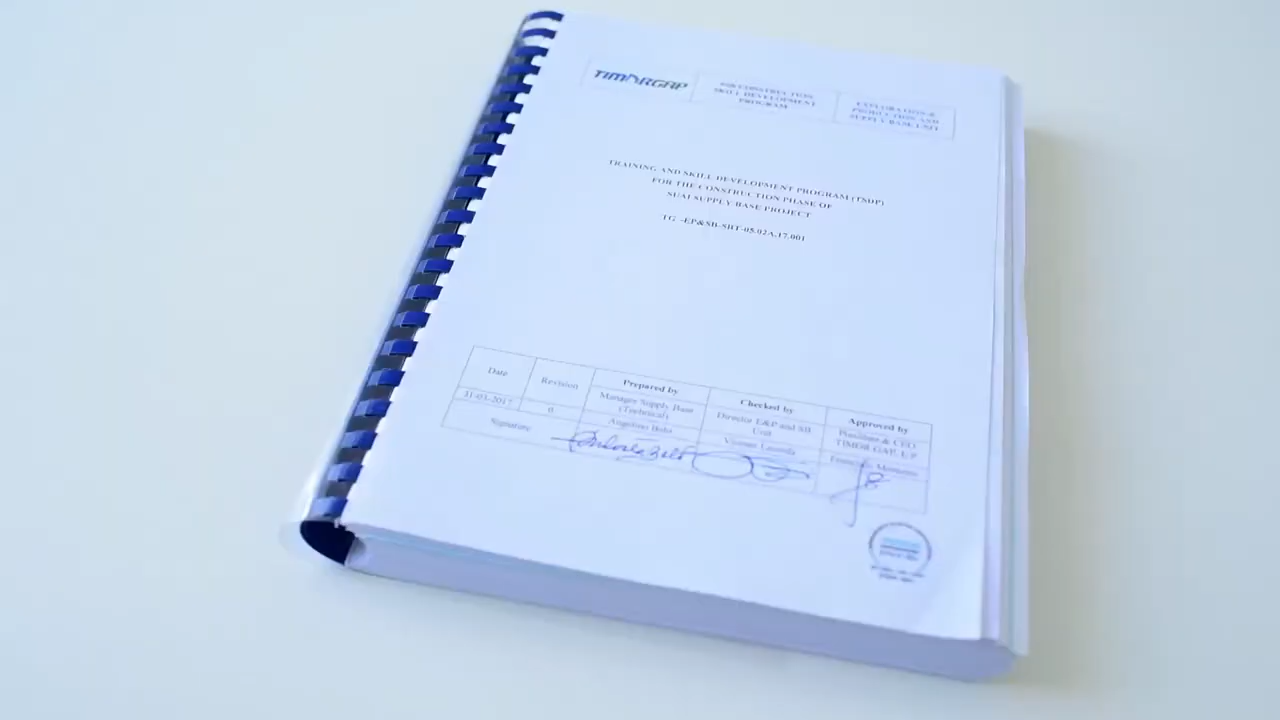 TIMORGAP
SSB CONSTRUCTION
SKILL DEVELOPMENT
PROGRAM
EXPLORATION &
PRODUCTION AND
SUPPLY BASE UNIT
TRAINING AND SKILL DEVELOPMENT PROGRAM (TSDP)
FOR THE CONSTRUCTION PHASE OF
SUAI SUPPLY BASE PROJECT
TG -EP&SB-SBT-05.02A.17.001
Date
Revision
Prepared by
Checked by
Approved by
Manager Supply Base
(Technical)
Director E&P and SB
Unit
President & CEO
TIMOR GAP, E.P
31-03-2017
0
Angelino
Vicente
Signature